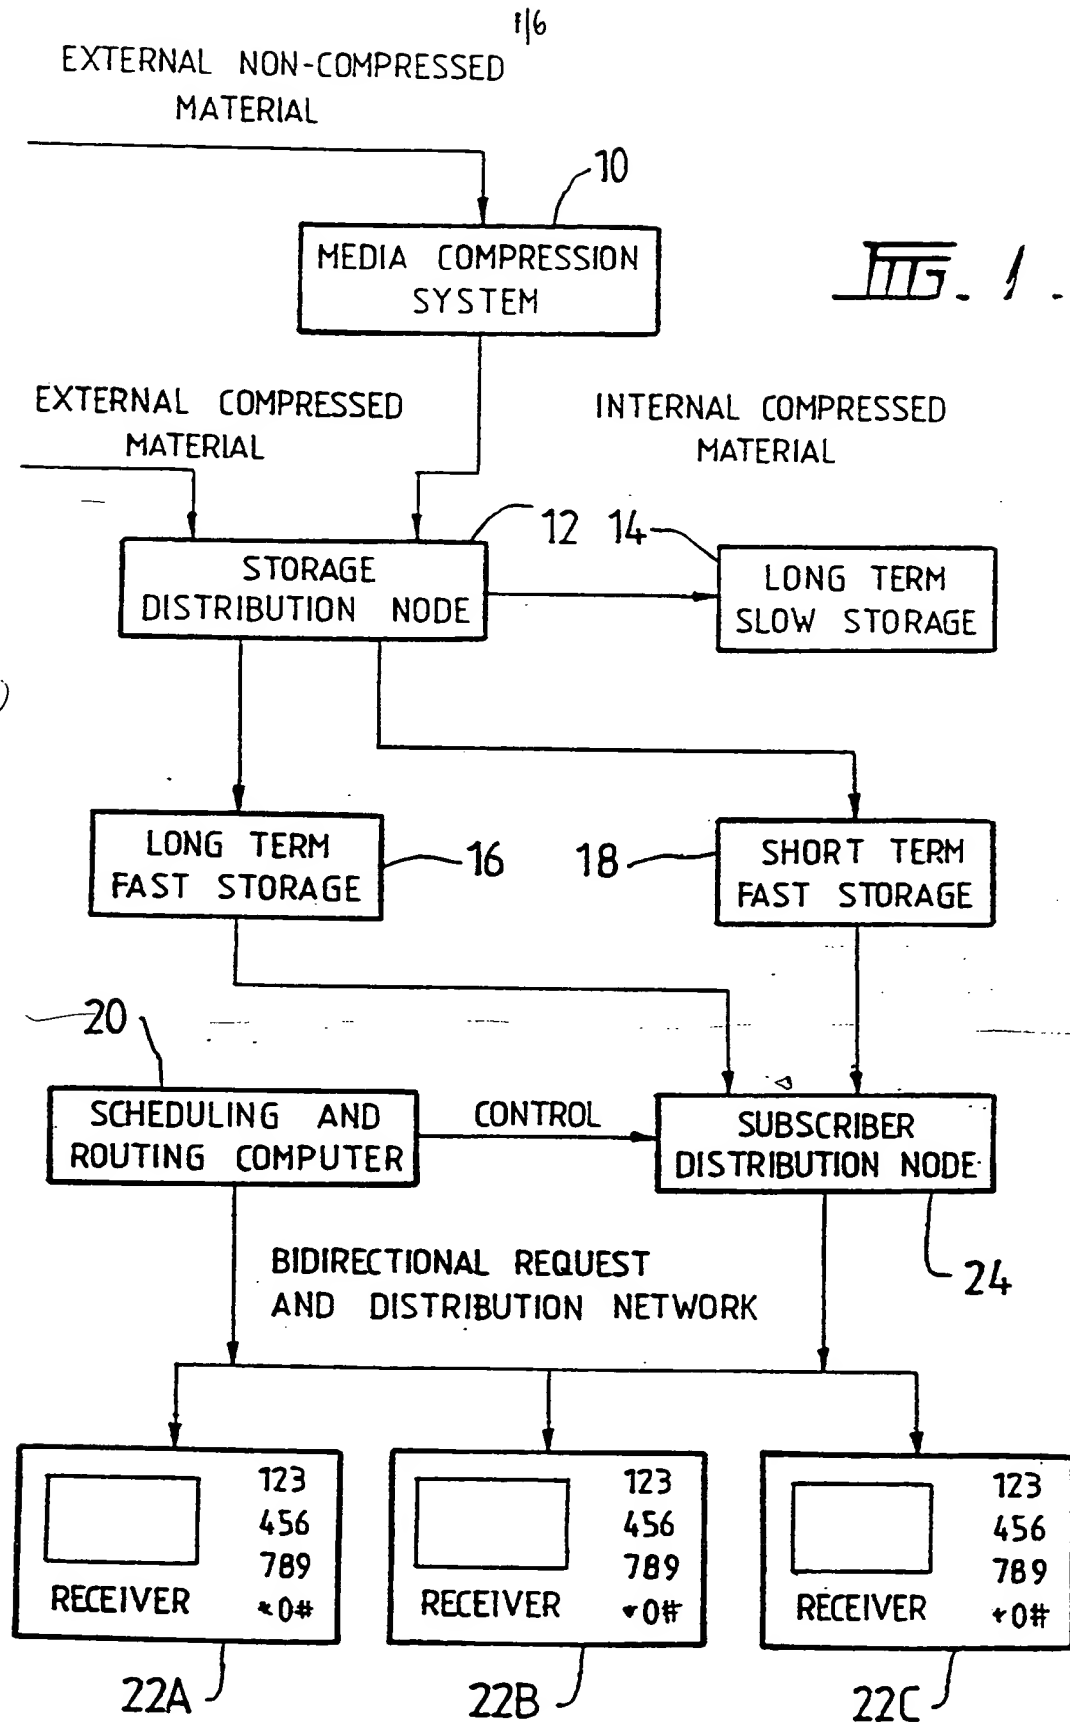 1/6
EXTERNAL NON-COMPRESSED
MATERIAL
10
MEDIA COMPRESSION
SYSTEM
FIG. 1.
EXTERNAL COMPRESSED
MATERIAL
INTERNAL COMPRESSED
MATERIAL
12
14
STORAGE
DISTRIBUTION NODE
LONG TERM
SLOW STORAGE
LONG TERM
FAST STORAGE
16
18
SHORT TERM
FAST STORAGE
20
SCHEDULING AND
ROUTING COMPUTER
CONTROL
SUBSCRIBER
DISTRIBUTION NODE
24
BIDIRECTIONAL REQUEST
AND DISTRIBUTION NETWORK
123
456
789
RECEIVER
*0#
123
456
789
RECEIVER
*0#
123
456
789
RECEIVER
*0#
22A
22B
22C